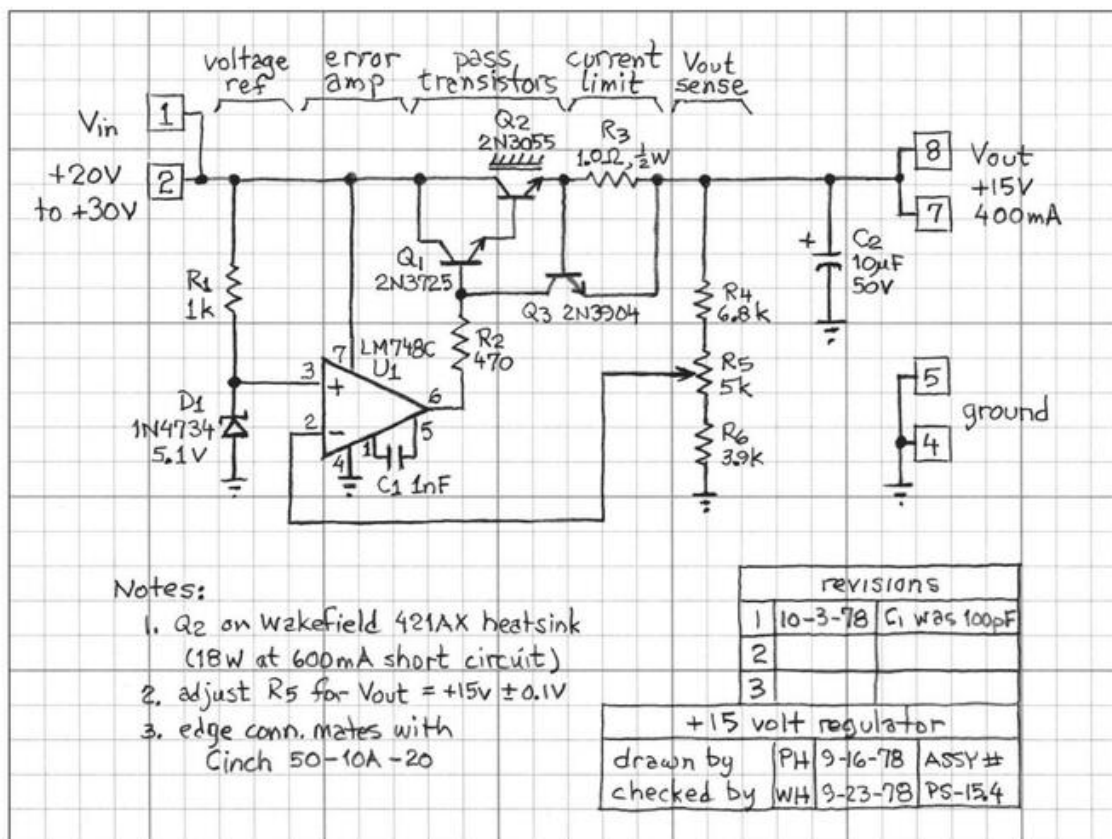 voltage ref
error amp
pass transistors
current limit
Vout sense
Vin
1
2
+20V
to +30V
Q2
2N3055
R3
1.0Ω, ½W
8
7
Vout
+15V
400mA
Q1
2N3725
Q3 2N3904
C2
10µF
50V
+
R1
1k
R2
470
R4
6.8k
R5
5k
R6
3.9k
LM748C
U1
7
3
+
2
-
6
5
1
4
C1 1nF
D1
1N4734
5.1V
5
4
ground
Notes:
1. Q2 on Wakefield 421AX heatsink
(18W at 600mA short circuit)
2. adjust R5 for Vout = +15V ±0.1V
3. edge conn. mates with
Cinch 50-10A-20
revisions
1 10-3-78 C1 was 100pF
2
3
+15 volt regulator
drawn by PH 9-16-78 ASSY#
checked by WH 9-23-78 PS-15.4